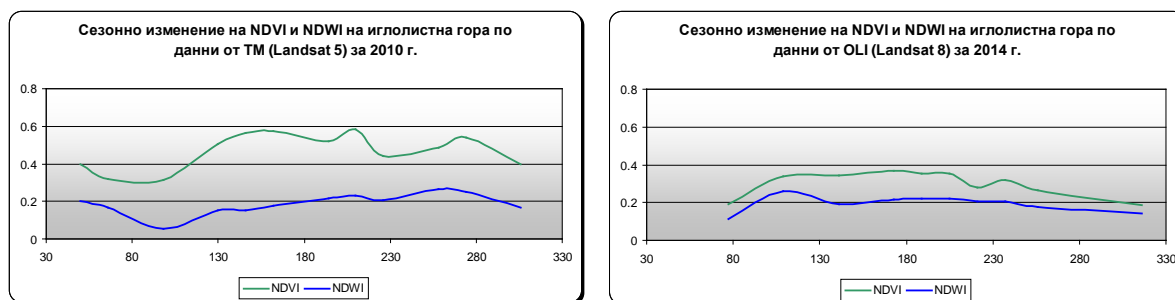 Сезонно изменение на NDVI и NDWI на иглолистна гора по
данни от TM (Landsat 5) за 2010 г.
0.8
0.6
0.4
0.2
0
30 80 130 180 230 280 330
NDVI NDWI
Сезонно изменение на NDVI и NDWI на иглолистна гора по
данни от OLI (Landsat 8) за 2014 г.
0.8
0.6
0.4
0.2
0
30 80 130 180 230 280 330
NDVI NDWI